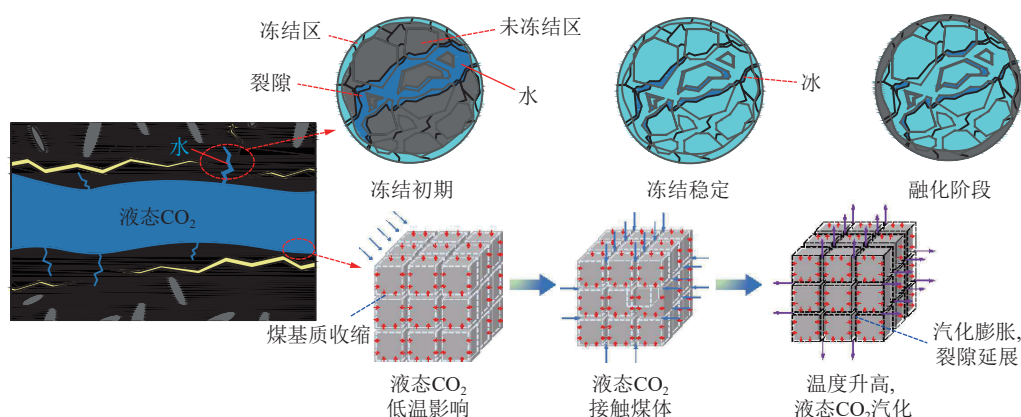 冻结区
未冻结区
裂隙
水
冰
水
冻结初期
冻结稳定
融化阶段
液态CO₂
煤基质收缩
汽化膨胀,
裂隙延展
液态CO₂
低温影响
液态CO₂
接触煤体
温度升高,
液态CO₂汽化